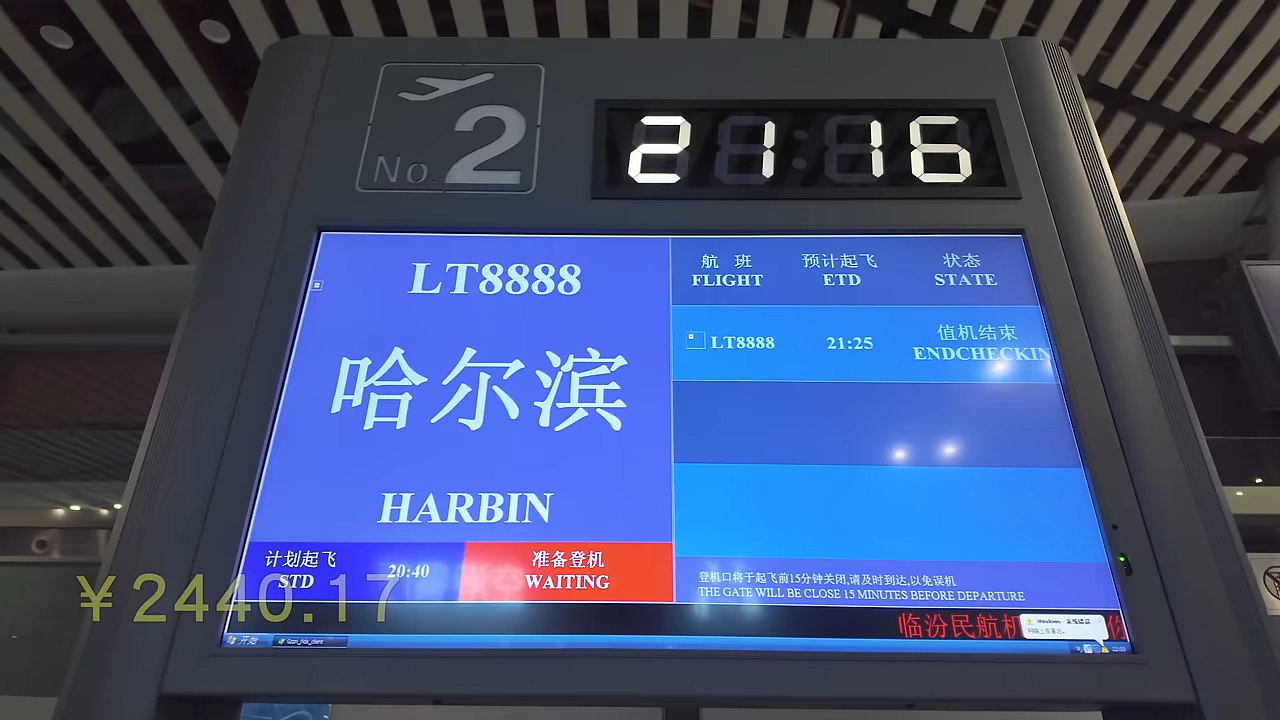 No. 2
21 16
LT8888
哈尔滨
HARBIN
计划起飞
STD
20:40
准备登机
WAITING
航 班
FLIGHT
预计起飞
ETD
状态
STATE
LT8888
21:25
值机结束
ENDCHECKIN
登机口将于起飞前15分钟关闭,请及时到达,以免误机
THE GATE WILL BE CLOSE 15 MINUTES BEFORE DEPARTURE
临汾民航机
¥2440.17
开始